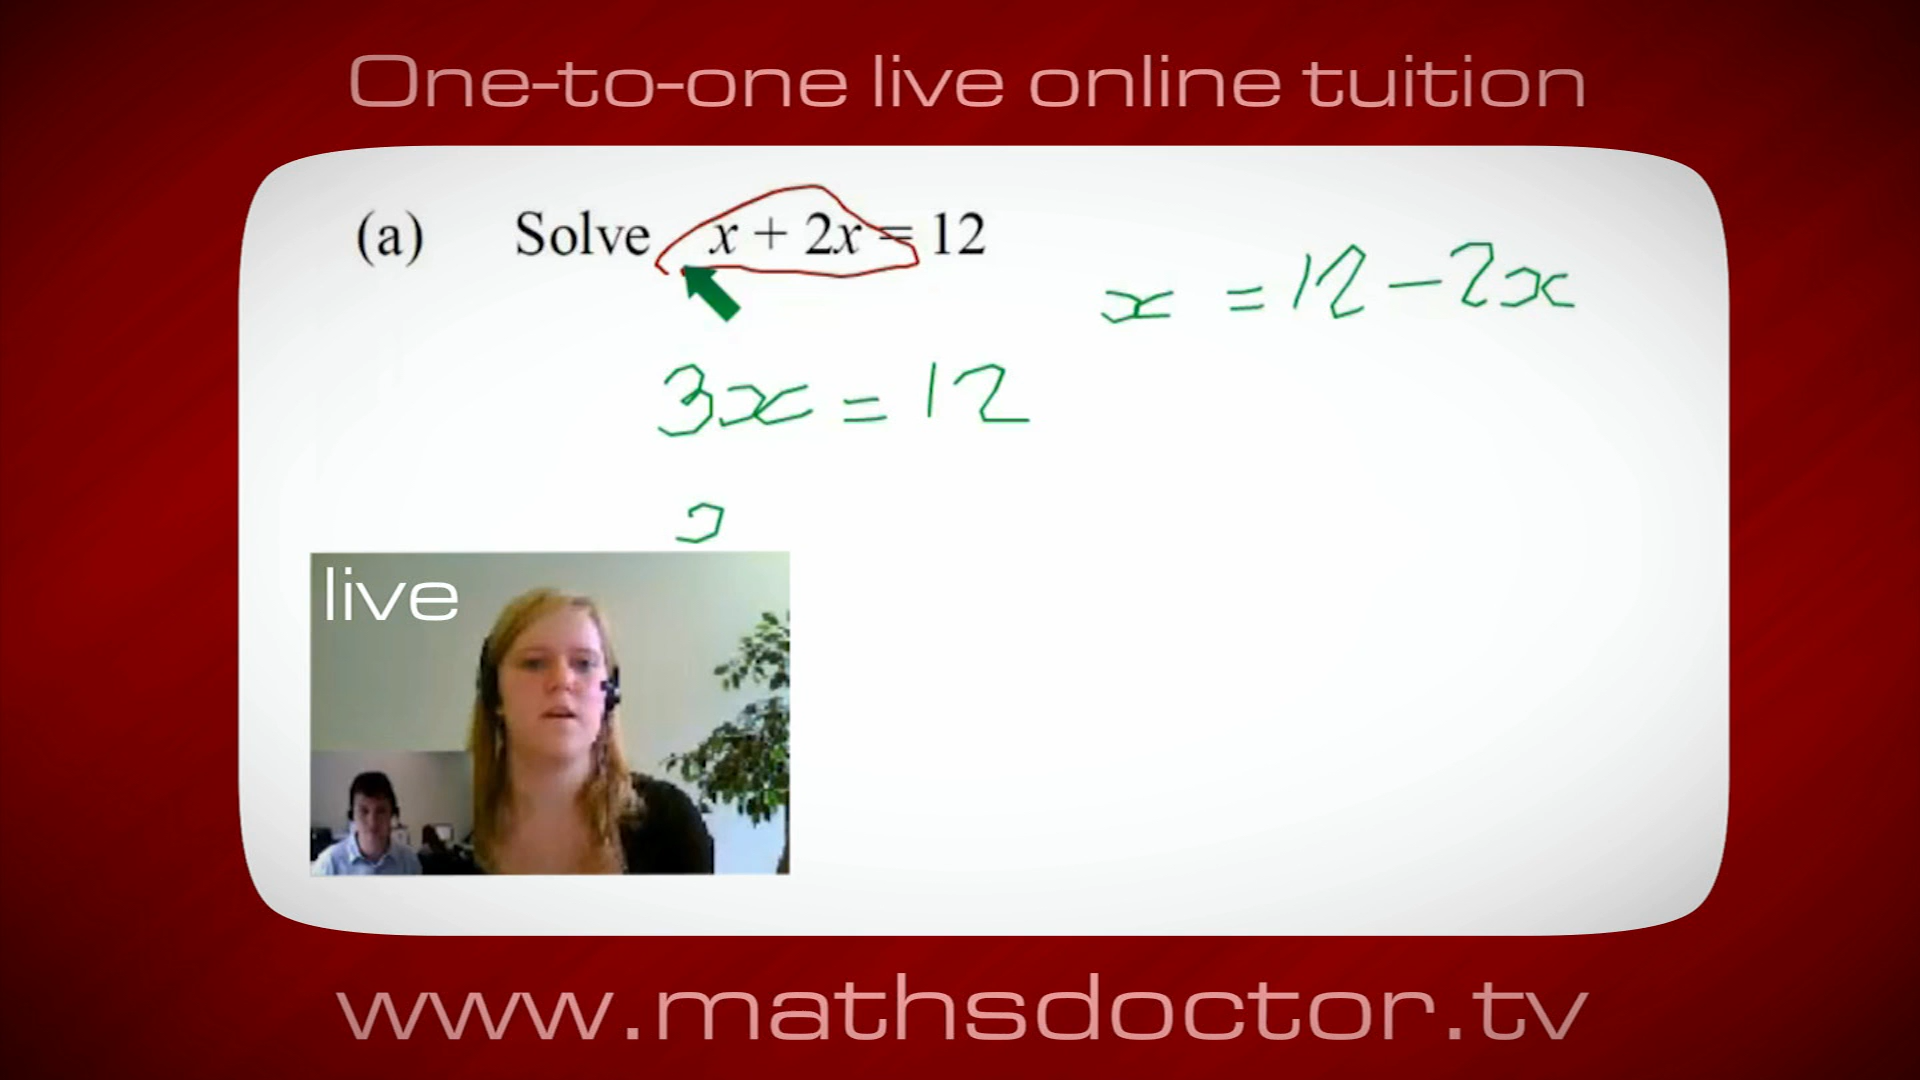 One-to-one live online tuition
(a) Solve x + 2x = 12
x = 12 - 2x
3x = 12
live
www.mathsdoctor.tv